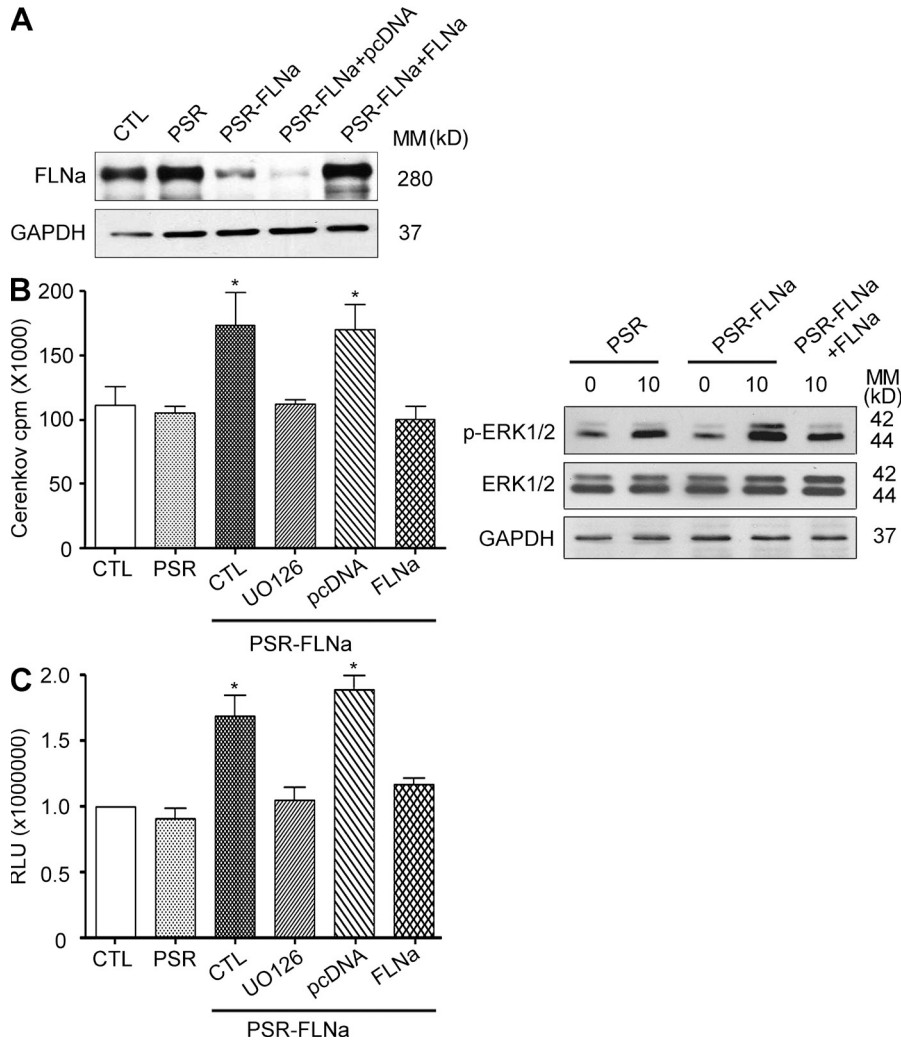 A
CTL PSR PSR-FLNa PSR-FLNa+pcDNA PSR-FLNa+FLNa
MM (kD)
FLNa 280
GAPDH 37
B
Cerenkov cpm (X1000)
200
150
100
50
0
* *
CTL PSR CTL UO126 pcDNA FLNa
PSR-FLNa
PSR PSR-FLNa PSR-FLNa
+FLNa
0 10 0 10 10 MM
(kD)
p-ERK1/2 42
44
ERK1/2 42
44
GAPDH 37
C
RLU (x1000000)
2.0
1.5
1.0
0.5
0
* *
CTL PSR CTL UO126 pcDNA FLNa
PSR-FLNa